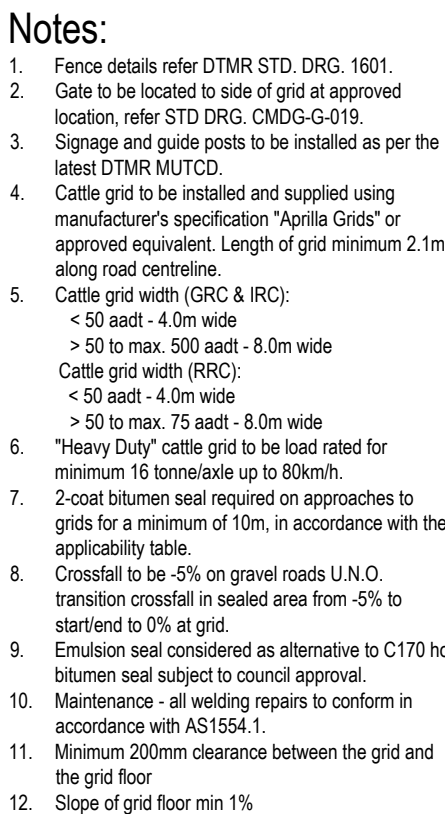 Notes:
1. Fence details refer DTMR STD. DRG. 1601.
2. Gate to be located to side of grid at approved
location, refer STD DRG. CMDG-G-019.
3. Signage and guide posts to be installed as per the
latest DTMR MUTCD.
4. Cattle grid to be installed and supplied using
manufacturer's specification "Aprilla Grids" or
approved equivalent. Length of grid minimum 2.1m
along road centreline.
5. Cattle grid width (GRC & IRC):
< 50 aadt - 4.0m wide
> 50 to max. 500 aadt - 8.0m wide
Cattle grid width (RRC):
< 50 aadt - 4.0m wide
> 50 to max. 75 aadt - 8.0m wide
6. "Heavy Duty" cattle grid to be load rated for
minimum 16 tonne/axle up to 80km/h.
7. 2-coat bitumen seal required on approaches to
grids for a minimum of 10m, in accordance with the
applicability table.
8. Crossfall to be -5% on gravel roads U.N.O.
transition crossfall in sealed area from -5% to
start/end to 0% at grid.
9. Emulsion seal considered as alternative to C170
bitumen seal subject to council approval.
10. Maintenance - all welding repairs to conform in
accordance with AS1554.1.
11. Minimum 200mm clearance between the grid and
the grid floor
12. Slope of grid floor min 1%